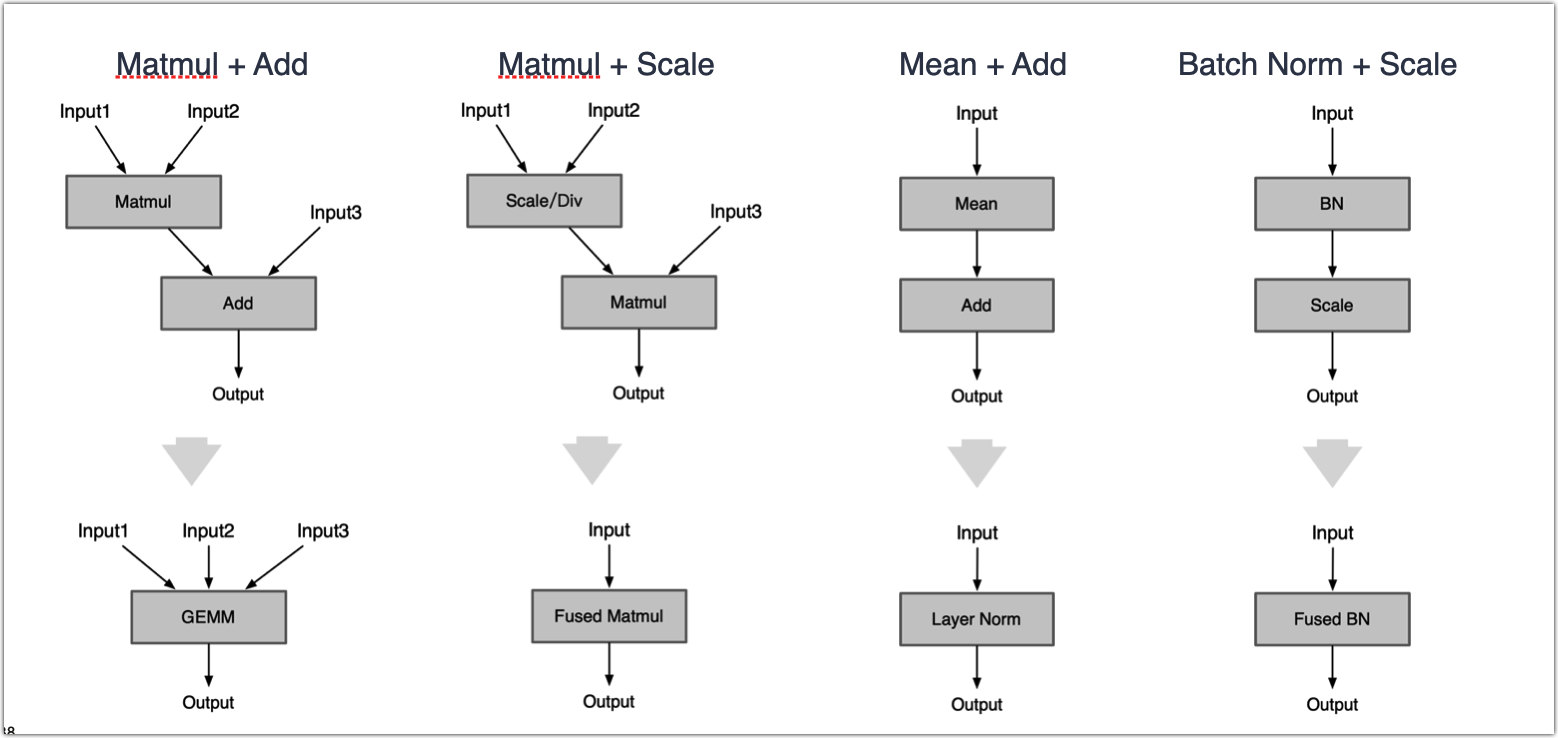 Matmul + Add
Input1 Input2
Matmul
Input3
Add
Output
Input1 Input2 Input3
GEMM
Output
Matmul + Scale
Input1 Input2
Scale/Div
Input3
Matmul
Output
Input
Fused Matmul
Output
Mean + Add
Input
Mean
Add
Output
Input
Layer Norm
Output
Batch Norm + Scale
Input
BN
Scale
Output
Input
Fused BN
Output